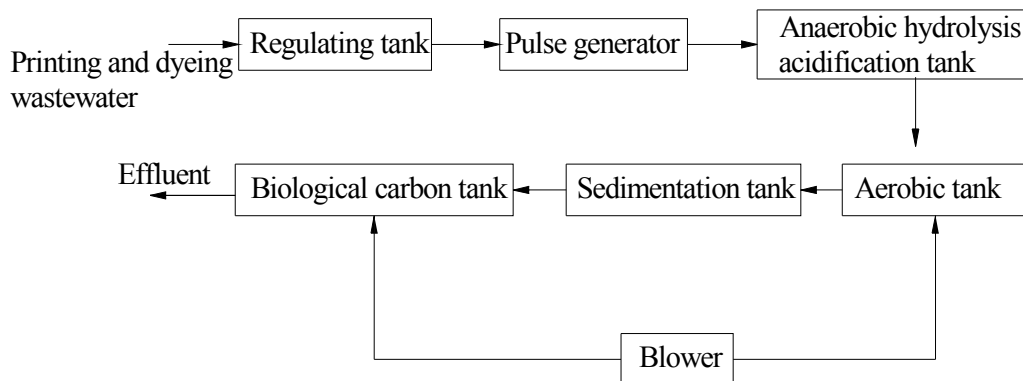 Printing and dyeing
wastewater
Regulating tank
Pulse generator
Anaerobic hydrolysis
acidification tank
Effluent
Biological carbon tank
Sedimentation tank
Aerobic tank
Blower